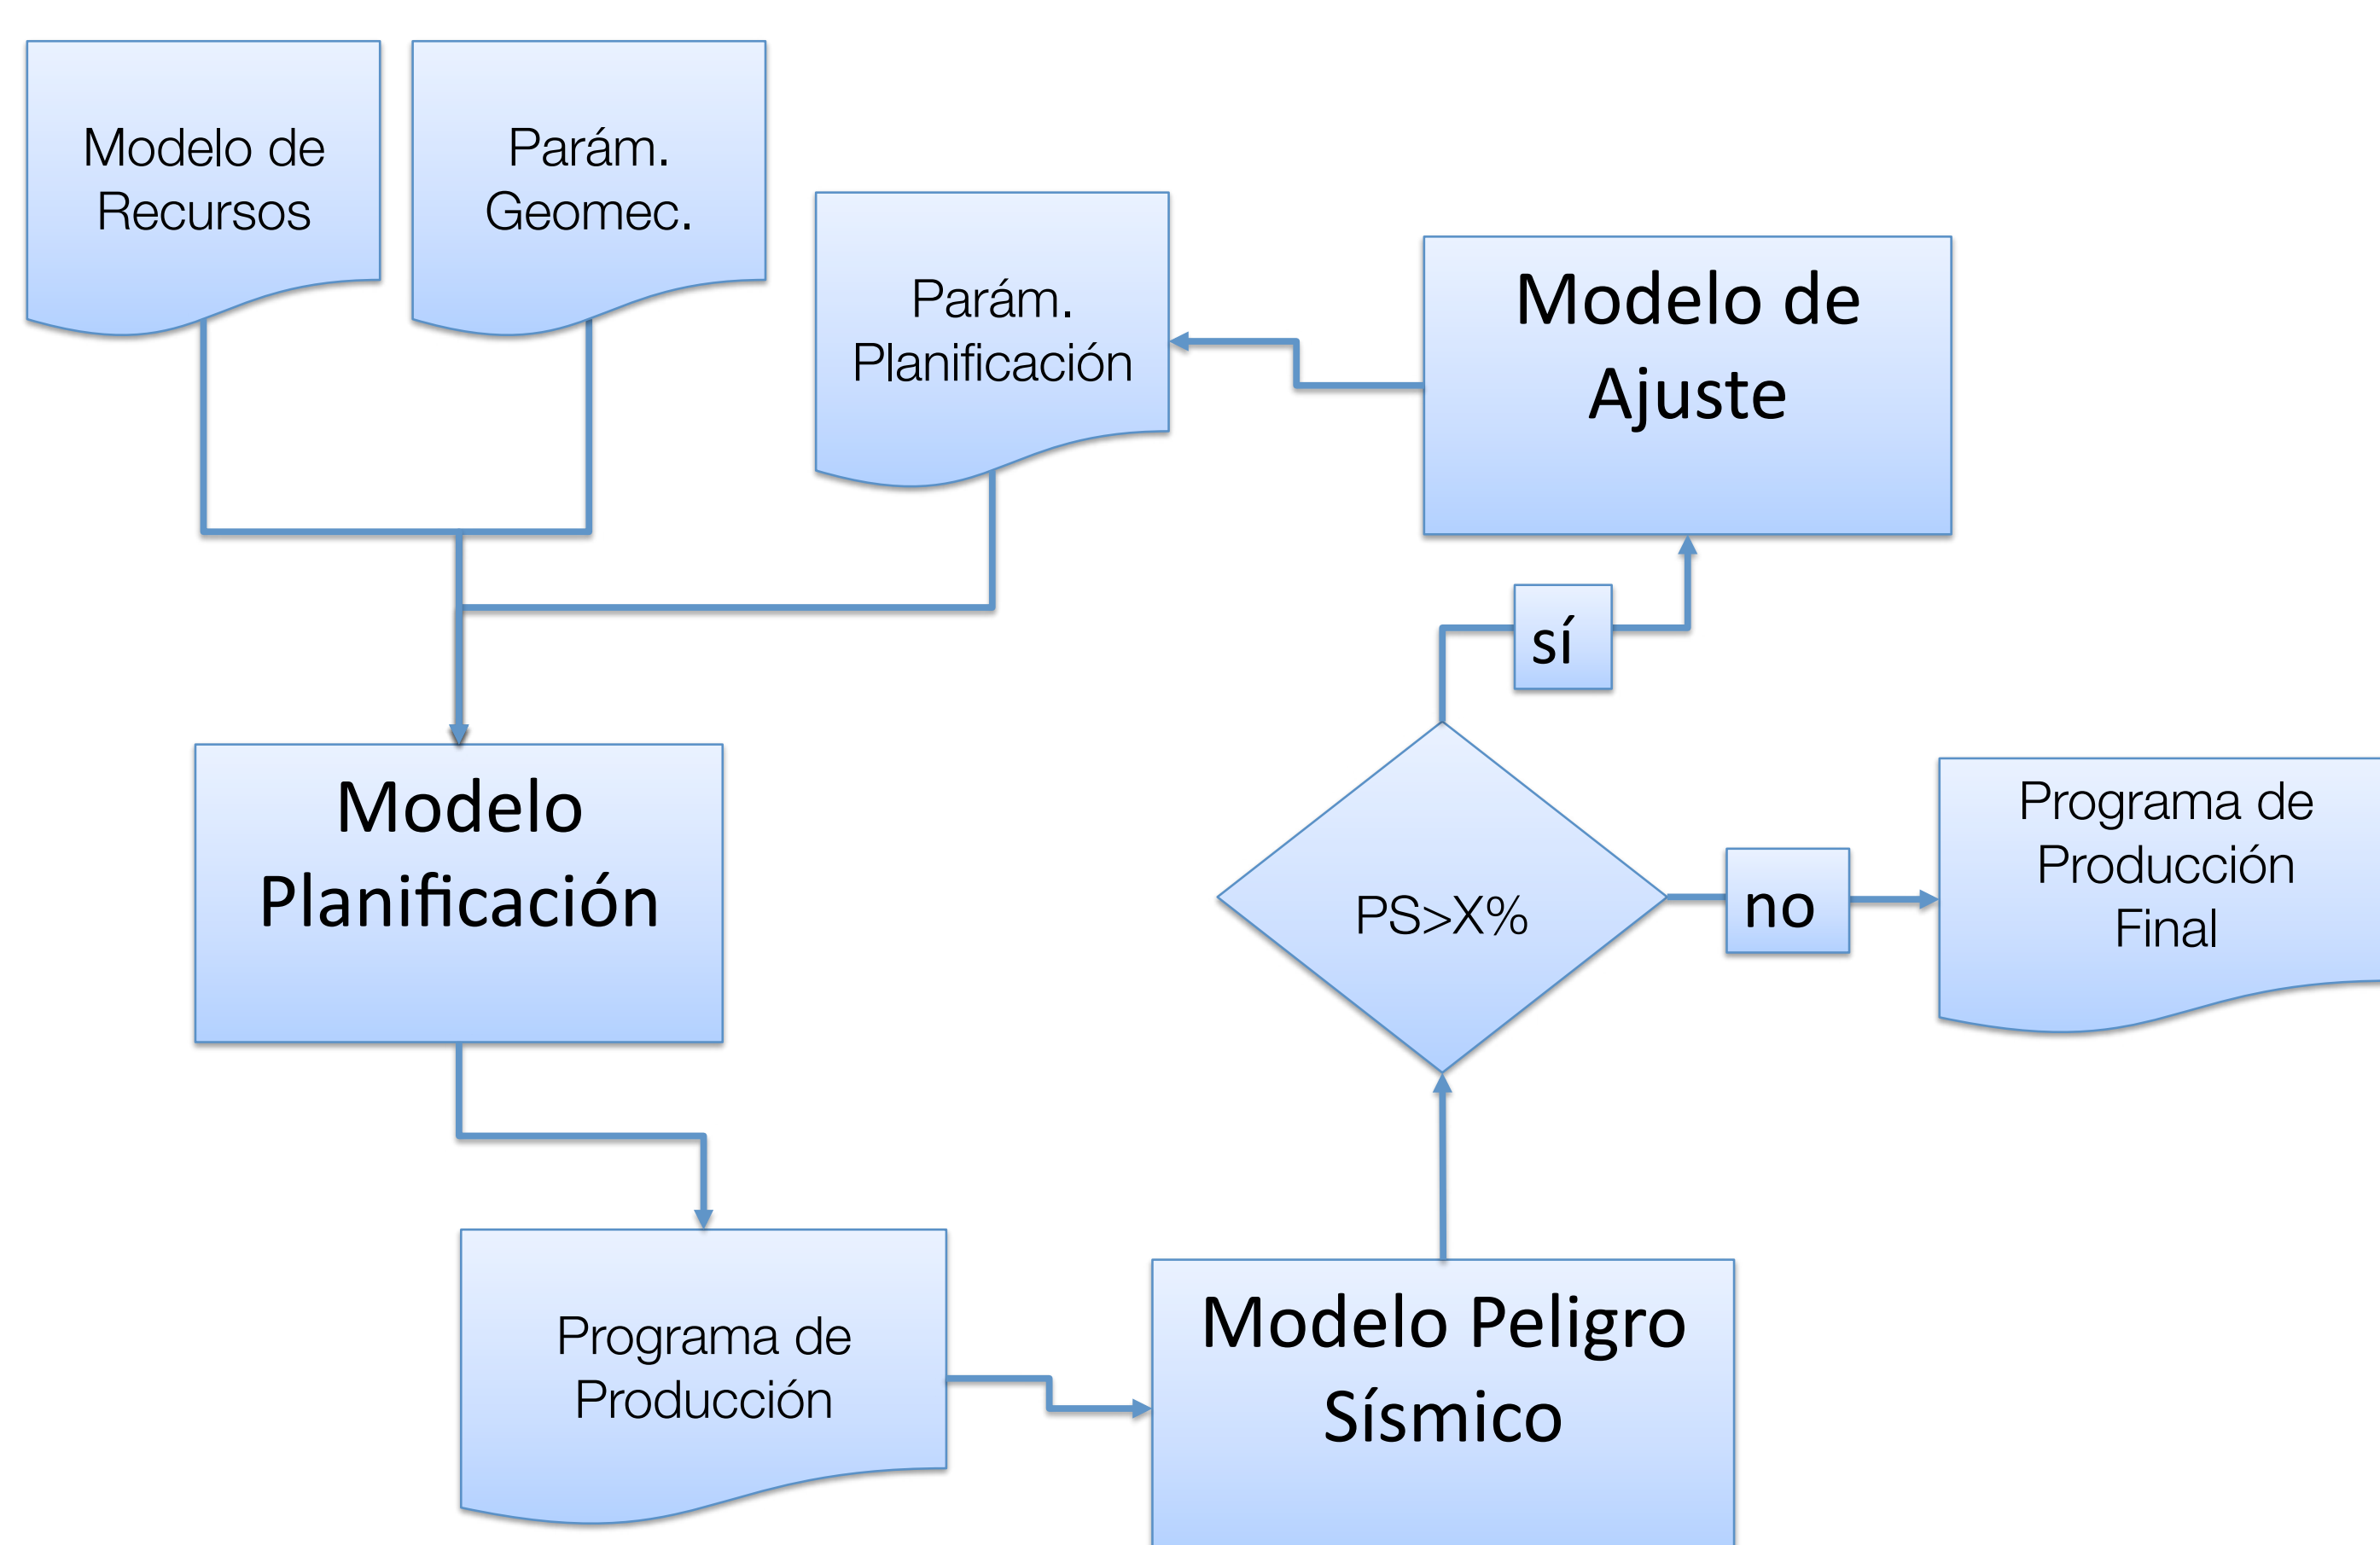 Modelo de
Recursos
Parám.
Geomec.
Parám.
Planificación
Modelo de
Ajuste
sí
Modelo
Planificación
PS>X%
no
Programa de
Producción
Final
Programa de
Producción
Modelo Peligro
Sísmico